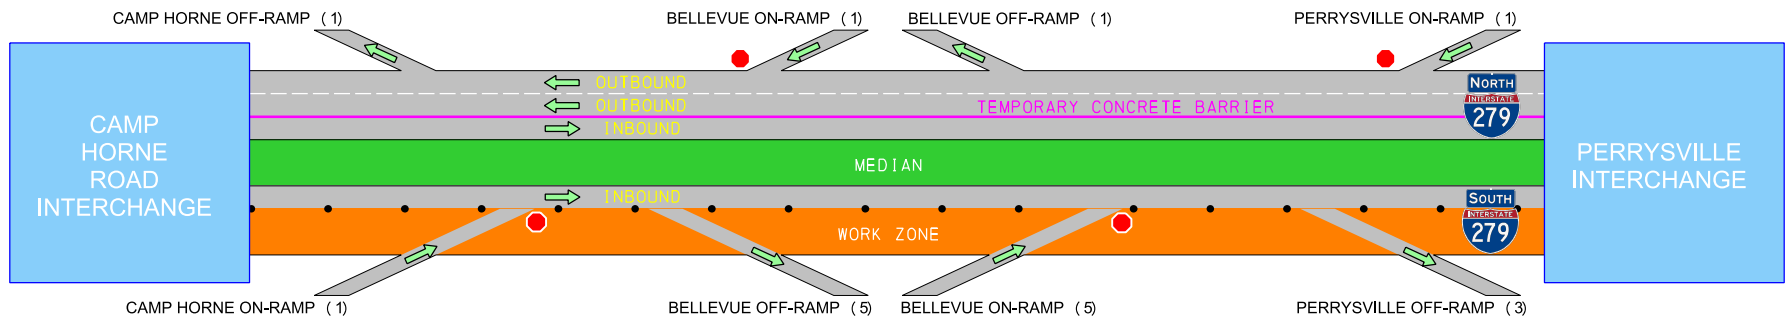 CAMP HORNE OFF-RAMP (1)
BELLEVUE ON-RAMP (1)
BELLEVUE OFF-RAMP (1)
PERRYSVILLE ON-RAMP (1)
OUTBOUND
OUTBOUND
TEMPORARY CONCRETE BARRIER
INBOUND
NORTH
INTERSTATE
279
CAMP
HORNE
ROAD
INTERCHANGE
MEDIAN
PERRYSVILLE
INTERCHANGE
INBOUND
SOUTH
INTERSTATE
279
WORK ZONE
CAMP HORNE ON-RAMP (1)
BELLEVUE OFF-RAMP (5)
BELLEVUE ON-RAMP (5)
PERRYSVILLE OFF-RAMP (3)